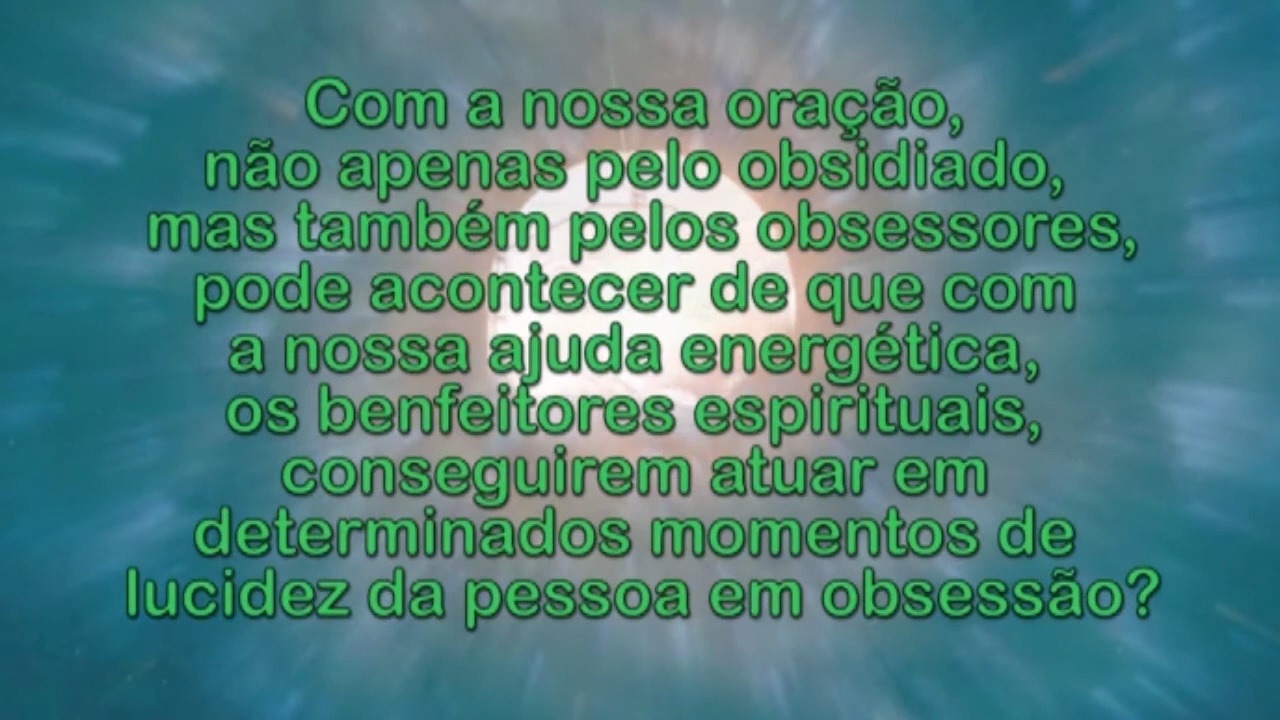 Com a nossa oração,
não apenas pelo obsidiado,
mas também pelos obsessores,
pode acontecer de que com
a nossa ajuda energética,
os benfeitores espirituais,
conseguirem atuar em
determinados momentos de
lucidez da pessoa em obsessão?